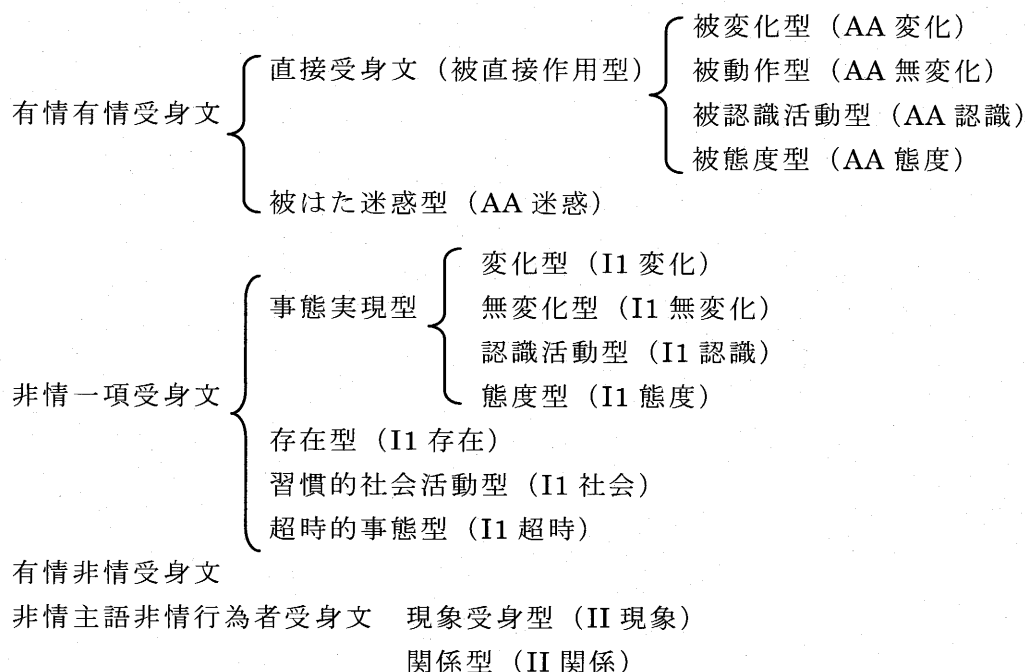 被変化型（AA 変化）
直接受身文（被直接作用型）
被動作型（AA 無変化）
有情有情受身文
被認識活動型（AA 認識）
被態度型（AA 態度）
被はた迷惑型（AA 迷惑）
変化型（I1 変化）
事態実現型
無変化型（I1 無変化）
認識活動型（I1 認識）
非情一項受身文
態度型（I1 態度）
存在型（I1 存在）
習慣的社会活動型（I1 社会）
超時的事態型（I1 超時）
有情非情受身文
非情主語非情行為者受身文 現象受身型（II 現象）
関係型（II 関係）